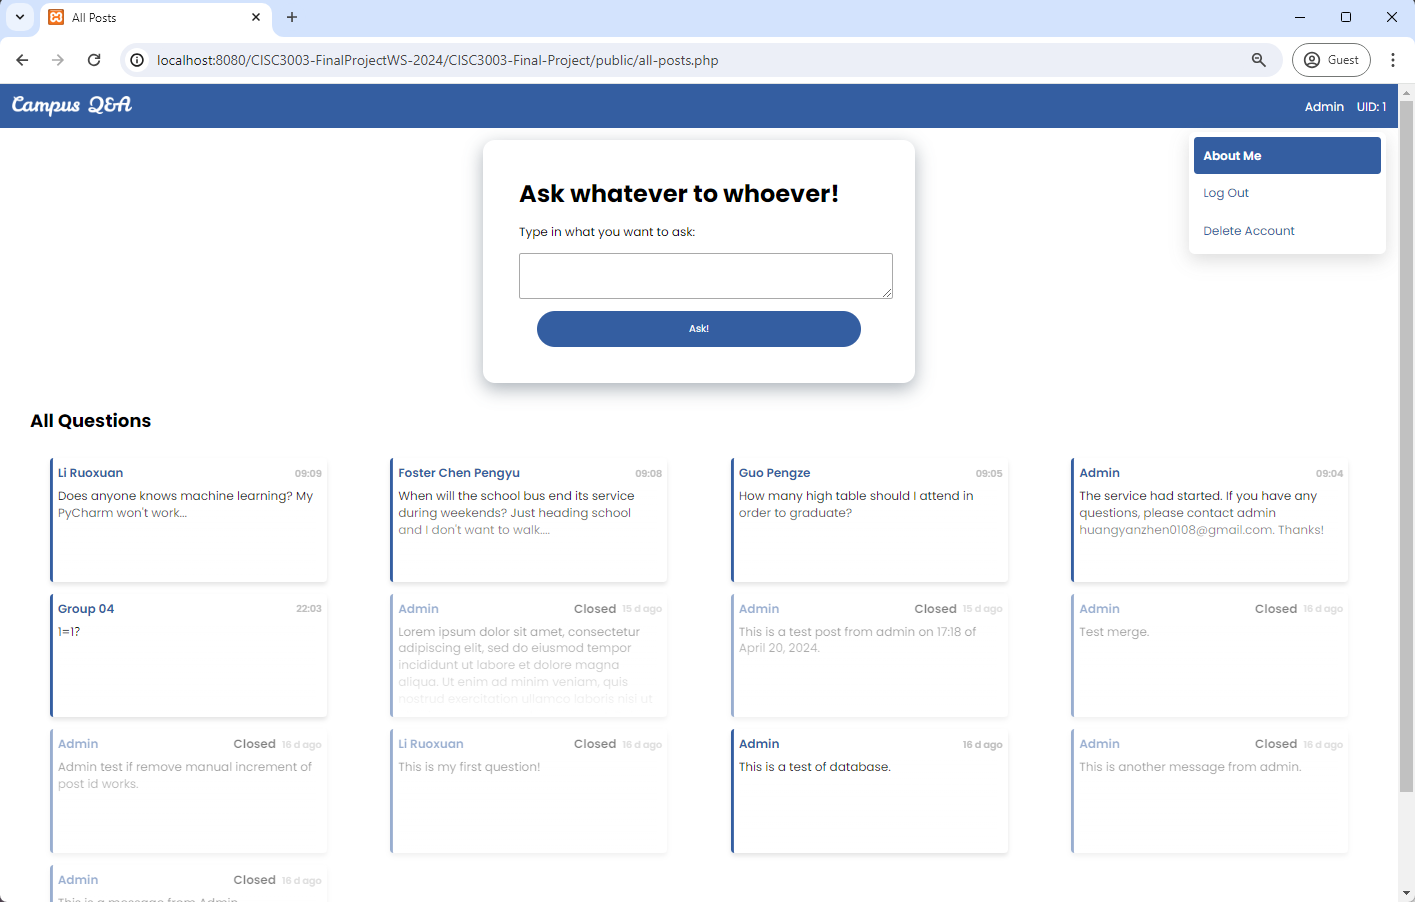 All Posts
localhost:8080/CISC3003-FinalProjectWS-2024/CISC3003-Final-Project/public/all-posts.php
Guest
Campus Q&A
Admin UID: 1
About Me
Log Out
Delete Account
Ask whatever to whoever!
Type in what you want to ask:
Ask!
All Questions
Li Ruoxuan 09:09
Does anyone knows machine learning? My
PyCharm won't work...
Foster Chen Pengyu 09:08
When will the school bus end its service
during weekends? Just heading school
and I don't want to walk....
Guo Pengze 09:05
How many high table should I attend in
order to graduate?
Admin 09:04
The service had started. If you have any
questions, please contact admin
huangyanzhen0108@gmail.com. Thanks!
Group 04 22:03
1=1?
Admin Closed 15 d ago
Lorem ipsum dolor sit amet, consectetur
adipiscing elit, sed do eiusmod tempor
incididunt ut labore et dolore magna
aliqua. Ut enim ad minim veniam, quis
nostrud exercitation ullamco laboris nisi ut
Admin Closed 15 d ago
This is a test post from admin on 17:18 of
April 20, 2024.
Admin Closed 16 d ago
Test merge.
Admin Closed 16 d ago
Admin test if remove manual increment of
post id works.
Li Ruoxuan Closed 16 d ago
This is my first question!
Admin 16 d ago
This is a test of database.
Admin Closed 16 d ago
This is another message from admin.
Admin Closed 16 d ago
This is a message from Admin